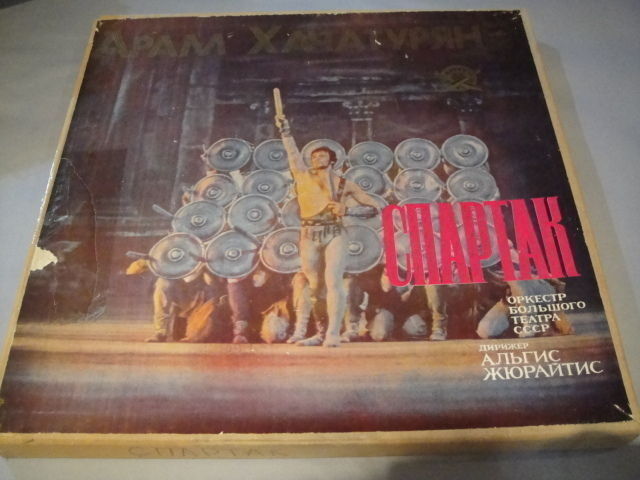 АРАМ ХАЧАТУРЯН
СПАРТАК
ОРКЕСТР
БОЛЬШОГО
ТЕАТРА
СССР
ДИРИЖЕР
АЛЬГИС
ЖЮРАЙТИС
СПАРТАК